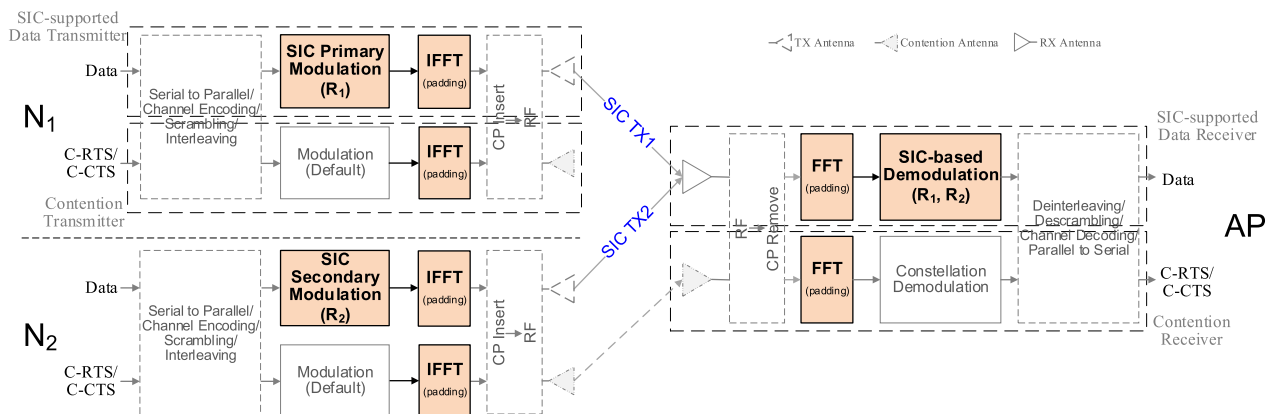 SIC-supported
Data Transmitter
TX Antenna
Contention Antenna
RX Antenna
N1
Data
C-RTS/
C-CTS
Serial to Parallel/
Channel Encoding/
Scrambling/
Interleaving
SIC Primary
Modulation
(R1)
IFFT
(padding)
Modulation
(Default)
IFFT
(padding)
CP Insert
RF
Contention
Transmitter
SIC TX1
SIC TX2
N2
Data
C-RTS/
C-CTS
Serial to Parallel/
Channel Encoding/
Scrambling/
Interleaving
SIC
Secondary
Modulation
(R2)
IFFT
(padding)
Modulation
(Default)
IFFT
(padding)
CP Insert
RF
SIC-supported
Data Receiver
RF
CP Remove
FFT
(padding)
SIC-based
Demodulation
(R1, R2)
FFT
(padding)
Constellation
Demodulation
Deinterleaving/
Descrambling/
Channel Decoding/
Parallel to Serial
Data
C-RTS/
C-CTS
AP
Contention
Receiver